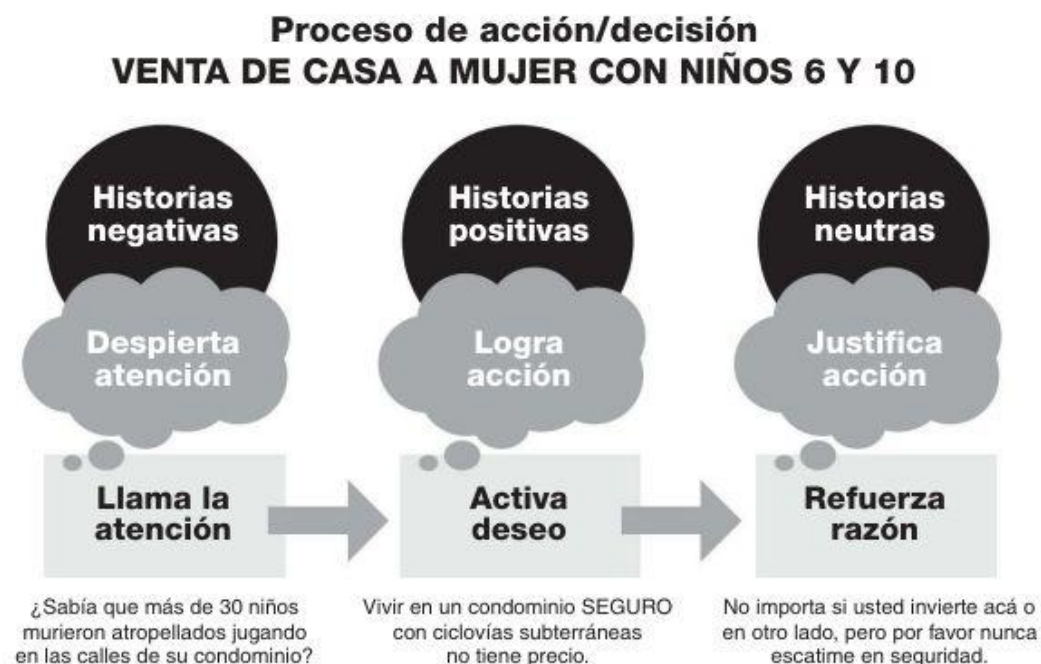 Proceso de acción/decisión
VENTA DE CASA A MUJER CON NIÑOS 6 Y 10
Historias
negativas
Despierta
atención
Llama la
atención
¿Sabía que más de 30 niños
murieron atropellados jugando
en las calles de su condominio?
Historias
positivas
Logra
acción
Activa
deseo
Vivir en un condominio SEGURO
con ciclovías subterráneas
no tiene precio.
Historias
neutras
Justifica
acción
Refuerza
razón
No importa si usted invierte acá o
en otro lado, pero por favor nunca
escatime en seguridad.